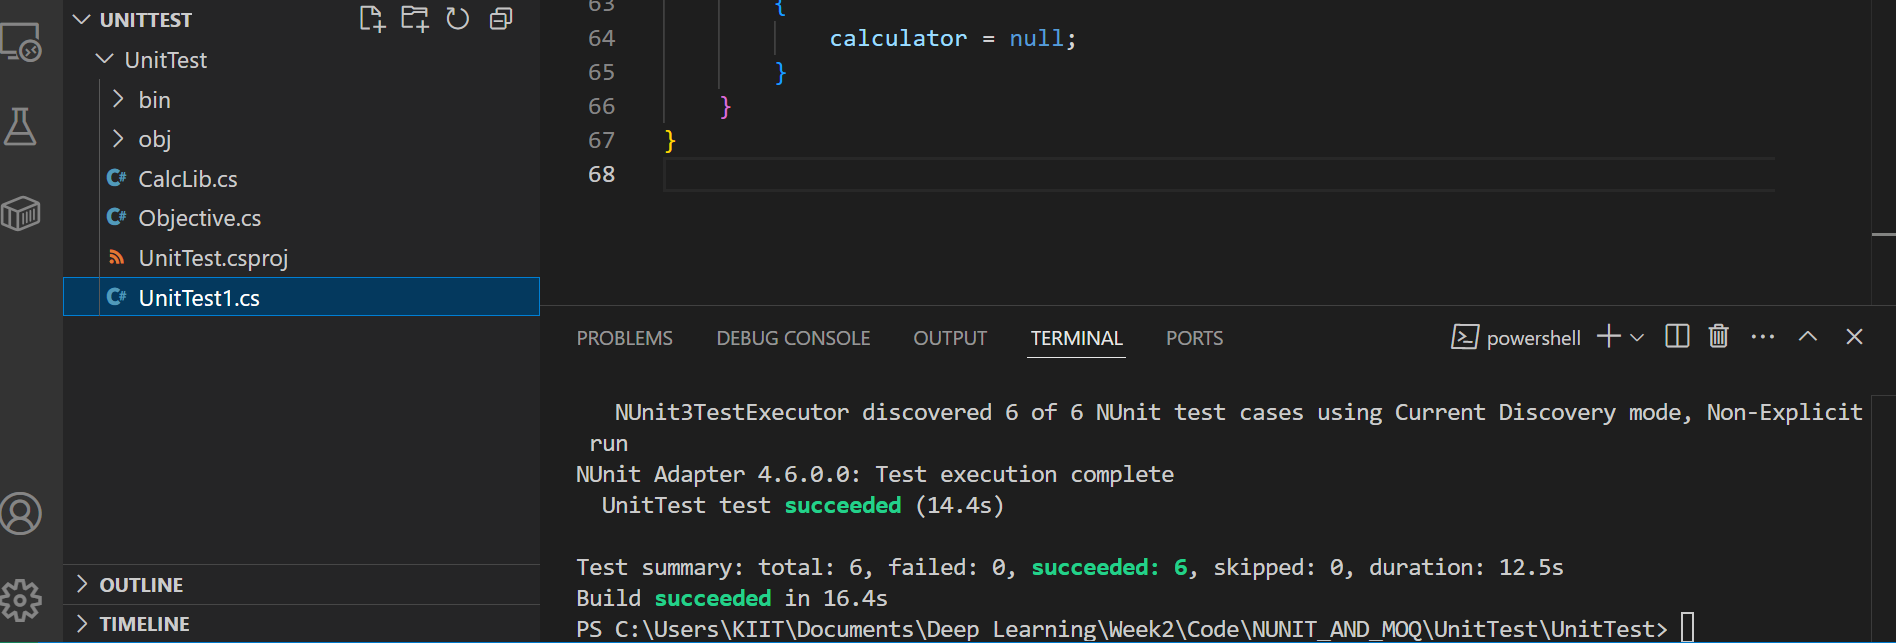 UNITTEST
UnitTest
bin
obj
C# CalcLib.cs
C# Objective.cs
UnitTest.csproj
C# UnitTest1.cs
OUTLINE
TIMELINE
63 {
64 calculator = null;
65 }
66 }
67 }
68
PROBLEMS DEBUG CONSOLE OUTPUT TERMINAL PORTS powershell
NUnit3TestExecutor discovered 6 of 6 NUnit test cases using Current Discovery mode, Non-Explicit
run
NUnit Adapter 4.6.0.0: Test execution complete
UnitTest test succeeded (14.4s)
Test summary: total: 6, failed: 0, succeeded: 6, skipped: 0, duration: 12.5s
Build succeeded in 16.4s
PS C:\Users\KIIT\Documents\Deep Learning\Week2\Code\NUNIT_AND_MOQ\UnitTest\UnitTest>